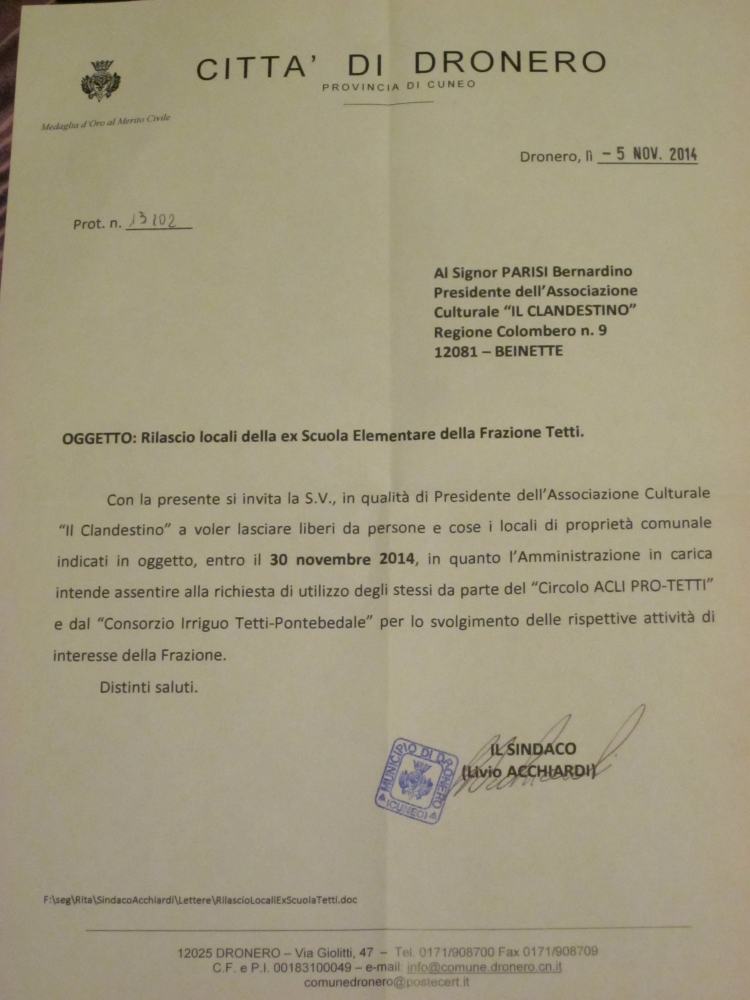 CITTA' DI DRONERO
PROVINCIA DI CUNEO
Medaglia d'Oro al Merito Civile
Dronero, lì - 5 NOV. 2014
Prot. n. 13102
Al Signor PARISI Bernardino
Presidente dell'Associazione
Culturale "IL CLANDESTINO"
Regione Colombero n. 9
12081 – BEINETTE
OGGETTO: Rilascio locali della ex Scuola Elementare della Frazione Tetti.
Con la presente si invita la S.V., in qualità di Presidente dell'Associazione Culturale
"Il Clandestino" a voler lasciare liberi da persone e cose i locali di proprietà comunale
indicati in oggetto, entro il 30 novembre 2014, in quanto l'Amministrazione in carica
intende assentire alla richiesta di utilizzo degli stessi da parte del "Circolo ACLI PRO-TETTI"
e dal "Consorzio Irriguo Tetti-Pontebedale" per lo svolgimento delle rispettive attività di
interesse della Frazione.
Distinti saluti.
IL SINDACO
(Livio ACCHIARDI)
MUNICIPIO DI DRONERO
(CUNEO)
F:\seg\Rita\SindacoAcchiardi\Lettere\RilascioLocaliExScuolaTetti.doc
12025 DRONERO – Via Giolitti, 47 – Tel. 0171/908700 Fax 0171/908709
C.F. e P.I. 00183100049 – e-mail: info@comune.dronero.cn.it
comunedronero@postecert.it